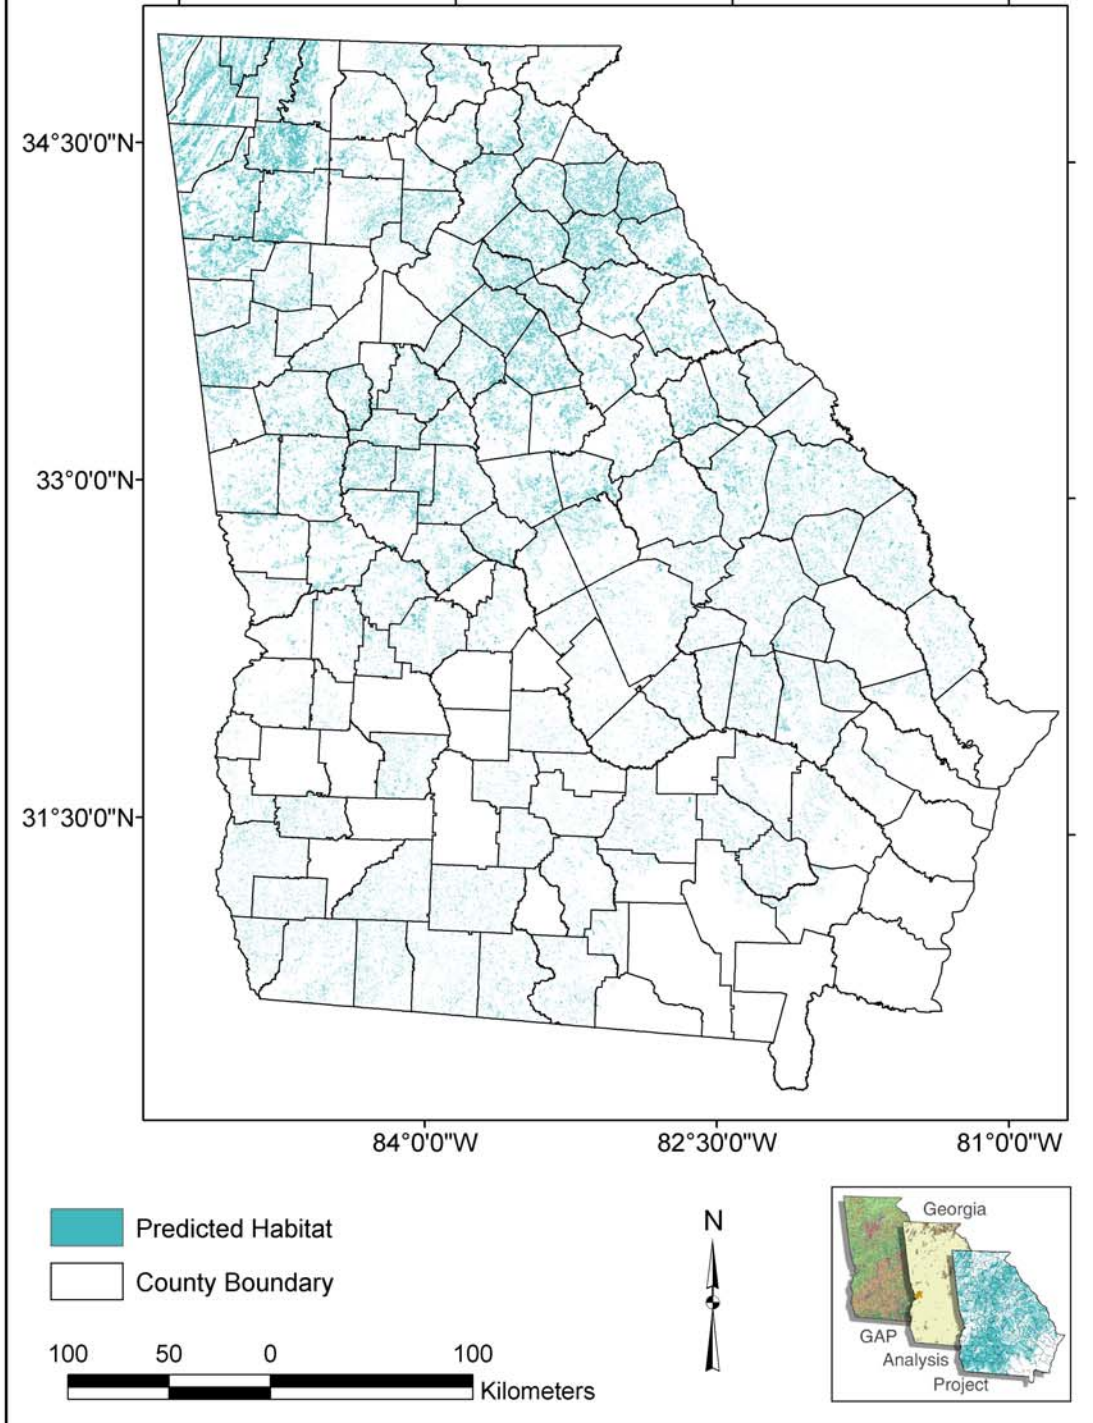 34°30'0"N
33°0'0"N
31°30'0"N
84°0'0"W 82°30'0"W 81°0'0"W
Predicted Habitat
County Boundary
100 50 0 100
Kilometers
N
Georgia
GAP
Analysis
Project